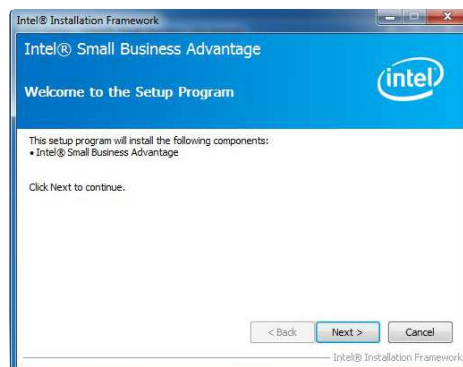 Intel® Installation Framework
Intel® Small Business Advantage
Welcome to the Setup Program
intel
This setup program will install the following components:
• Intel® Small Business Advantage
Click Next to continue.
< Back Next > Cancel
Intel® Installation Framework